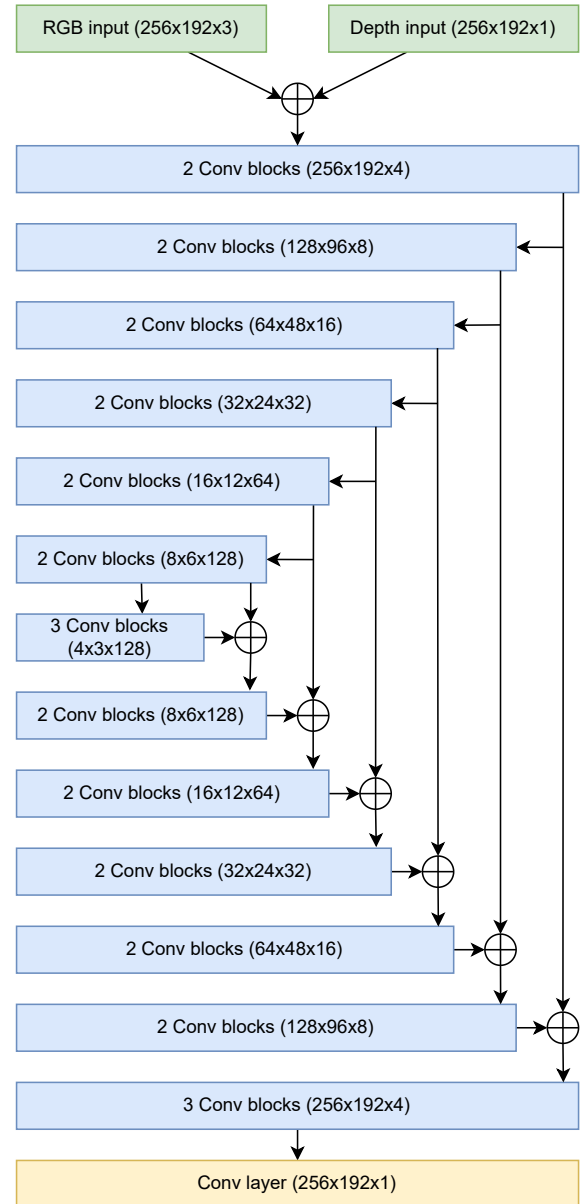 RGB input (256x192x3)
Depth input (256x192x1)
2 Conv blocks (256x192x4)
2 Conv blocks (128x96x8)
2 Conv blocks (64x48x16)
2 Conv blocks (32x24x32)
2 Conv blocks (16x12x64)
2 Conv blocks (8x6x128)
3 Conv blocks
(4x3x128)
2 Conv blocks (8x6x128)
2 Conv blocks (16x12x64)
2 Conv blocks (32x24x32)
2 Conv blocks (64x48x16)
2 Conv blocks (128x96x8)
3 Conv blocks (256x192x4)
Conv layer (256x192x1)